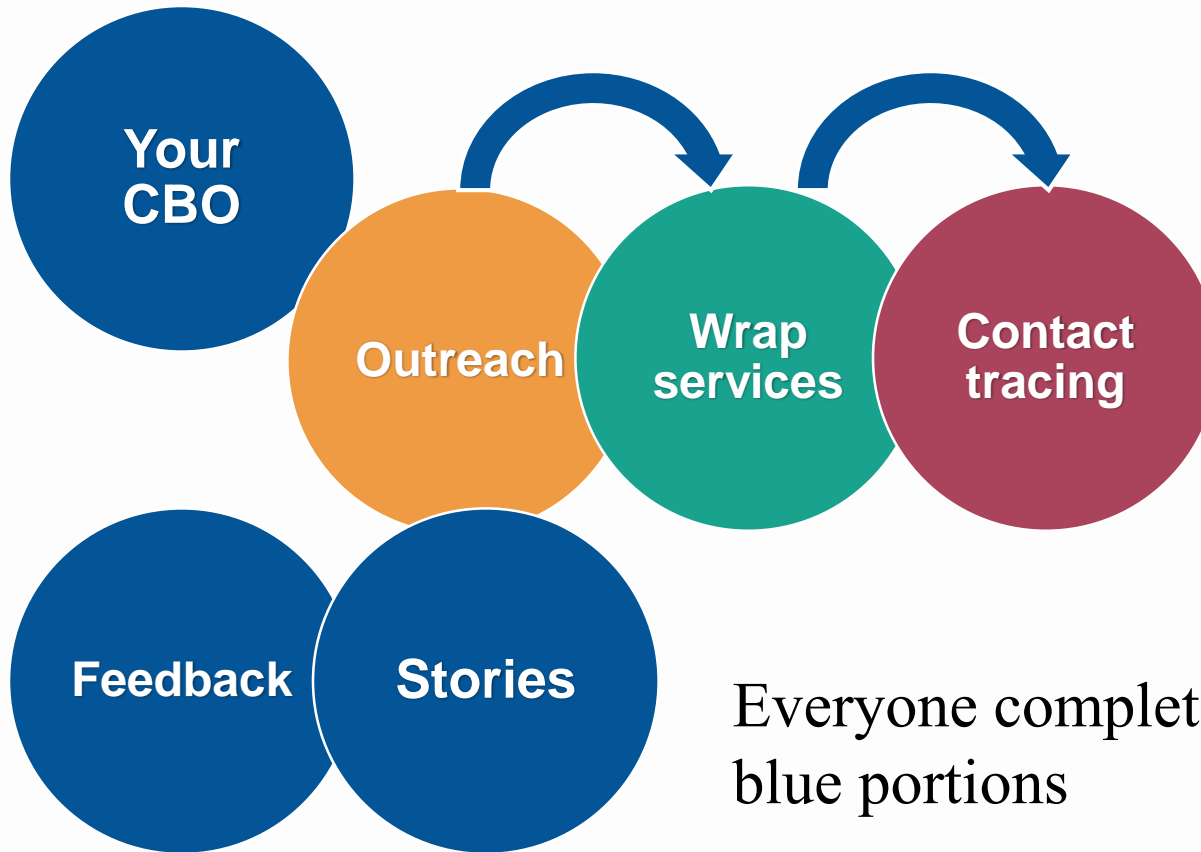 Your
CBO
Outreach
Wrap
services
Contact
tracing
Feedback
Stories
Everyone complet
blue portions